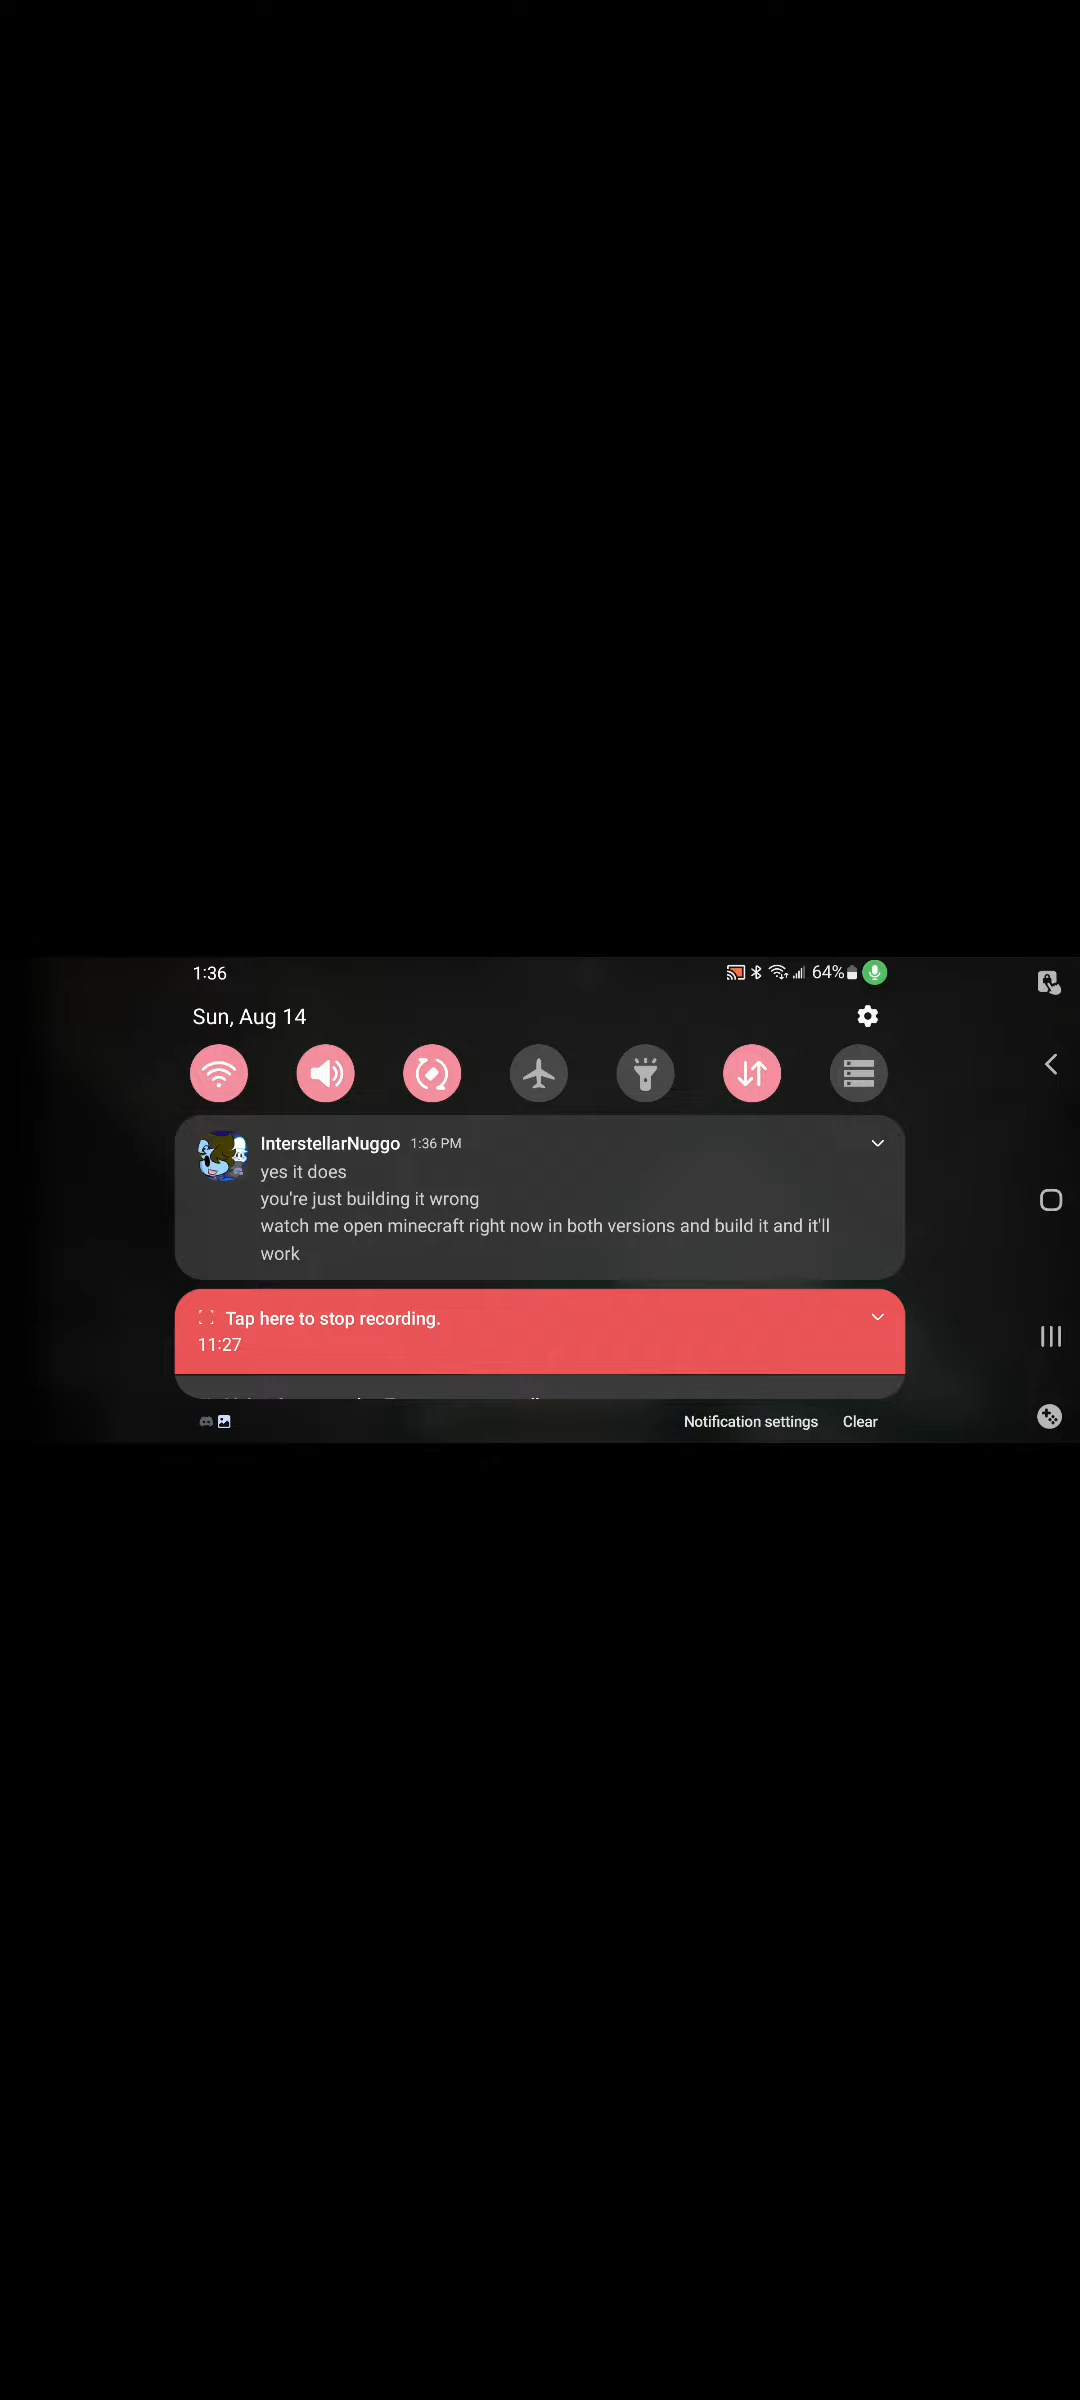 1:36
64%
Sun, Aug 14
InterstellarNuggo 1:36 PM
yes it does
you're just building it wrong
watch me open minecraft right now in both versions and build it and it'll
work
Tap here to stop recording.
11:27
Notification settings Clear